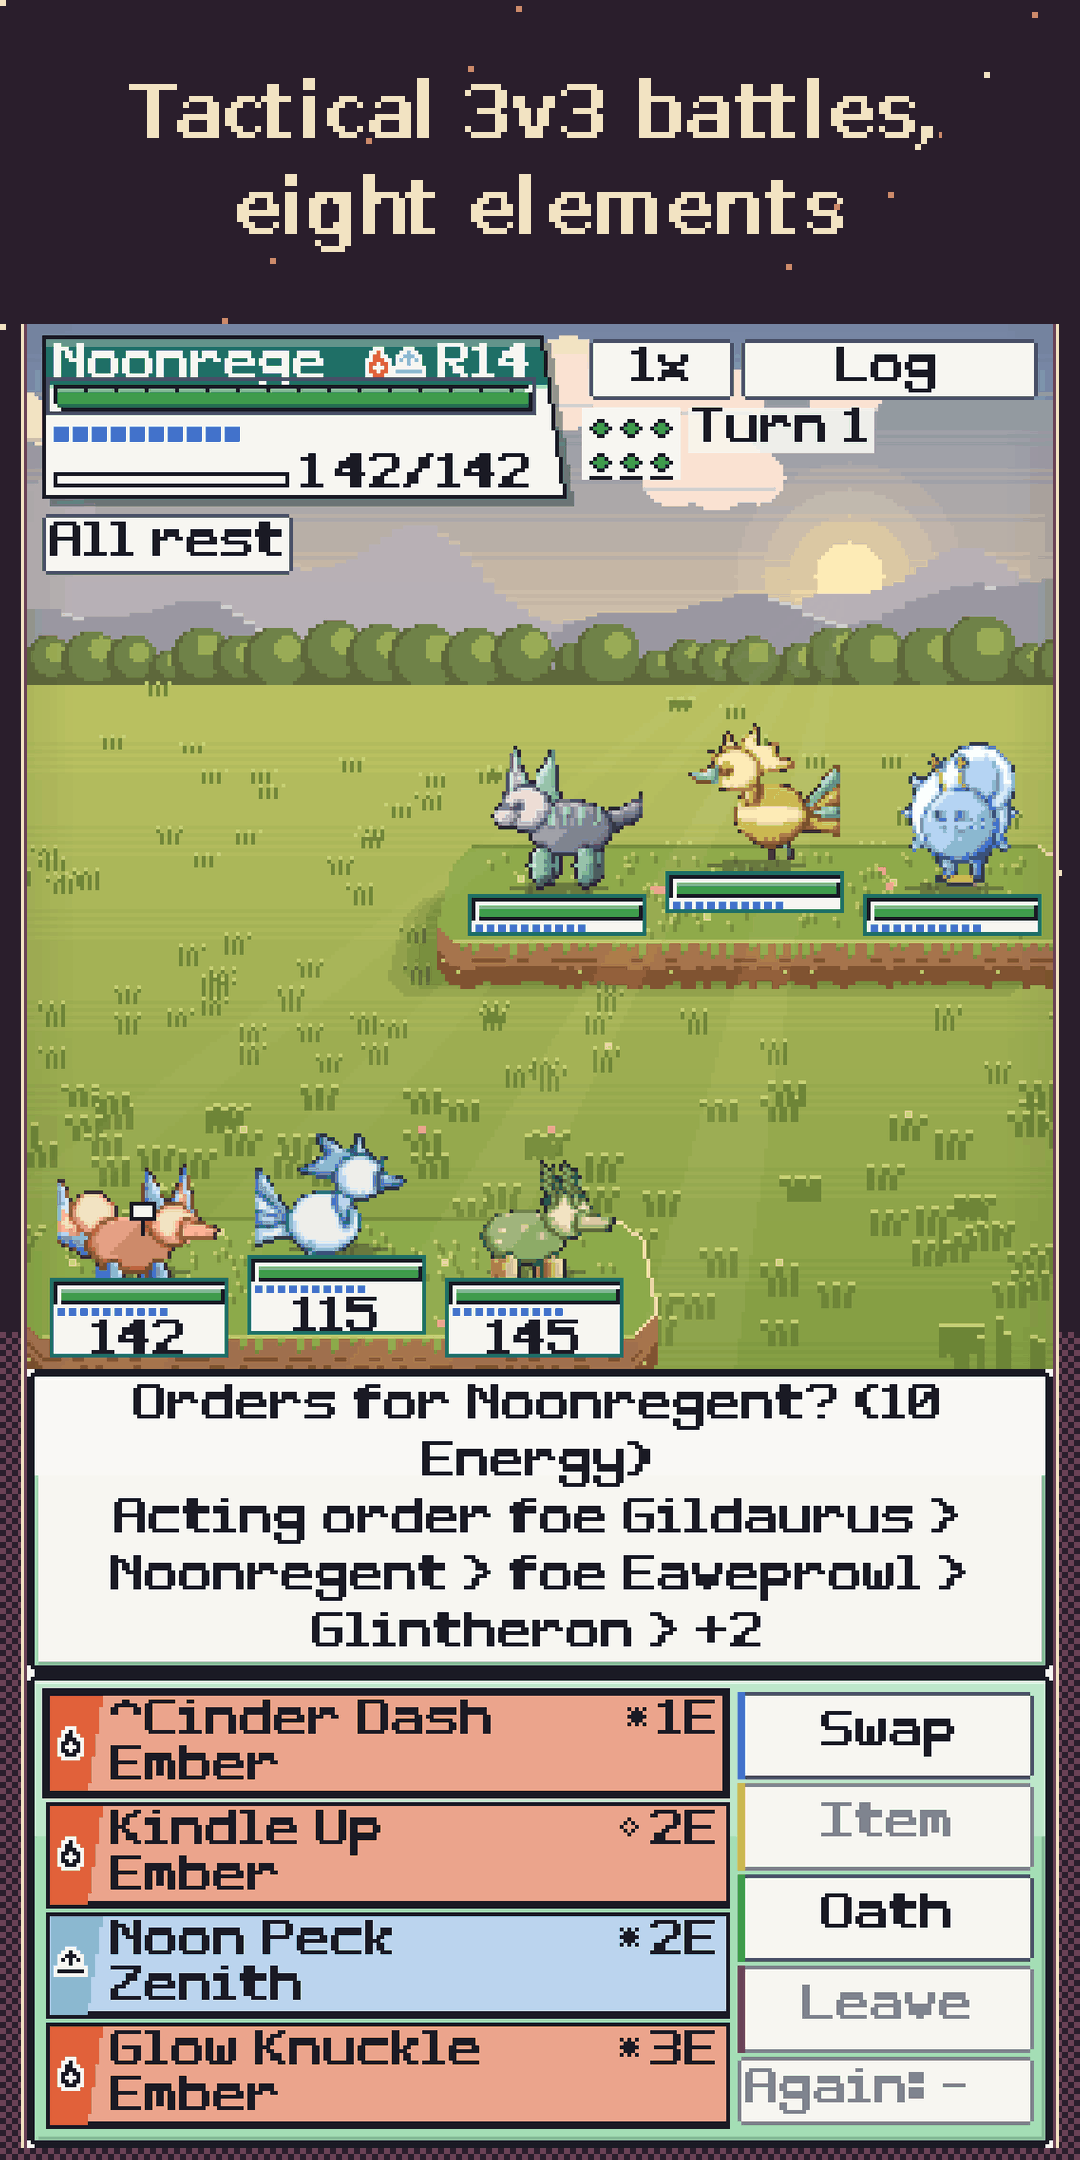 Tactical 3v3 battles,
eight elements
Noonrege R14
1x
Log
142/142
Turn 1
All rest
142
115
145
Orders for Noonregent? (10
Energy)
Acting order foe Gildaurus >
Noonregent > foe Eaveprowl >
Glintheron > +2
^Cinder Dash *1E
Ember
Kindle Up ⋄2E
Ember
Noon Peck *2E
Zenith
Glow Knuckle *3E
Ember
Swap
Item
Oath
Leave
Again: -